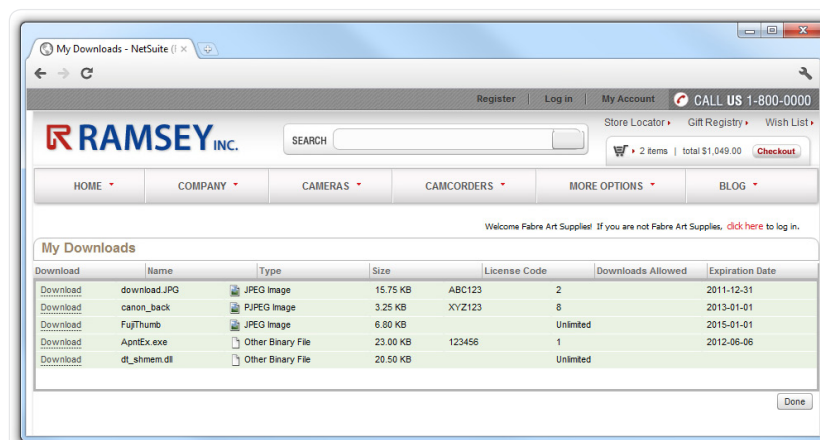 My Downloads - NetSuite (
Register | Log in | My Account CALL US 1-800-0000
RAMSEY INC.
SEARCH
Store Locator Gift Registry Wish List
2 items | total $1,049.00 Checkout
HOME COMPANY CAMERAS CAMCORDERS MORE OPTIONS BLOG
Welcome Fabre Art Supplies! If you are not Fabre Art Supplies, click here to log in.
My Downloads
Download Name Type Size License Code Downloads Allowed Expiration Date
Download download.JPG JPEG Image 15.75 KB ABC123 2 2011-12-31
Download canon_back PJPEG Image 3.25 KB XYZ123 8 2013-01-01
Download FujiThumb JPEG Image 6.80 KB Unlimited 2015-01-01
Download ApntEx.exe Other Binary File 23.00 KB 123456 1 2012-06-06
Download dt_shmem.dll Other Binary File 20.50 KB Unlimited
Done